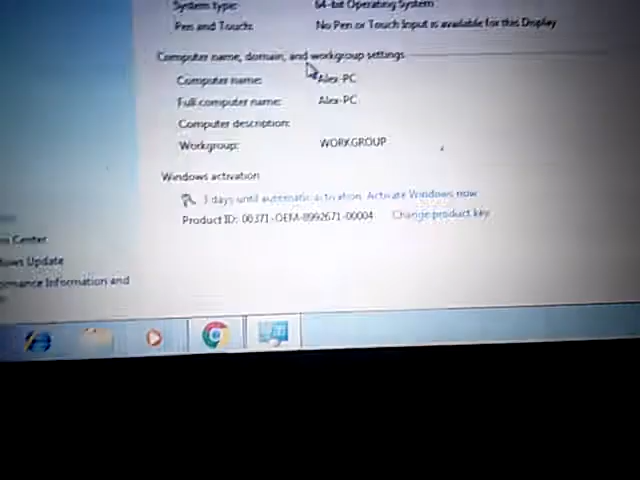 System type: 64-bit Operating System
Pen and Touch: No Pen or Touch Input is available for this Display
Computer name, domain, and workgroup settings
Computer name: Alex-PC
Full computer name: Alex-PC
Computer description:
Workgroup: WORKGROUP
Windows activation
3 days until automatic activation. Activate Windows now
Product ID: 00371-OEM-8992671-00004 Change product key
Center
Update
Information and